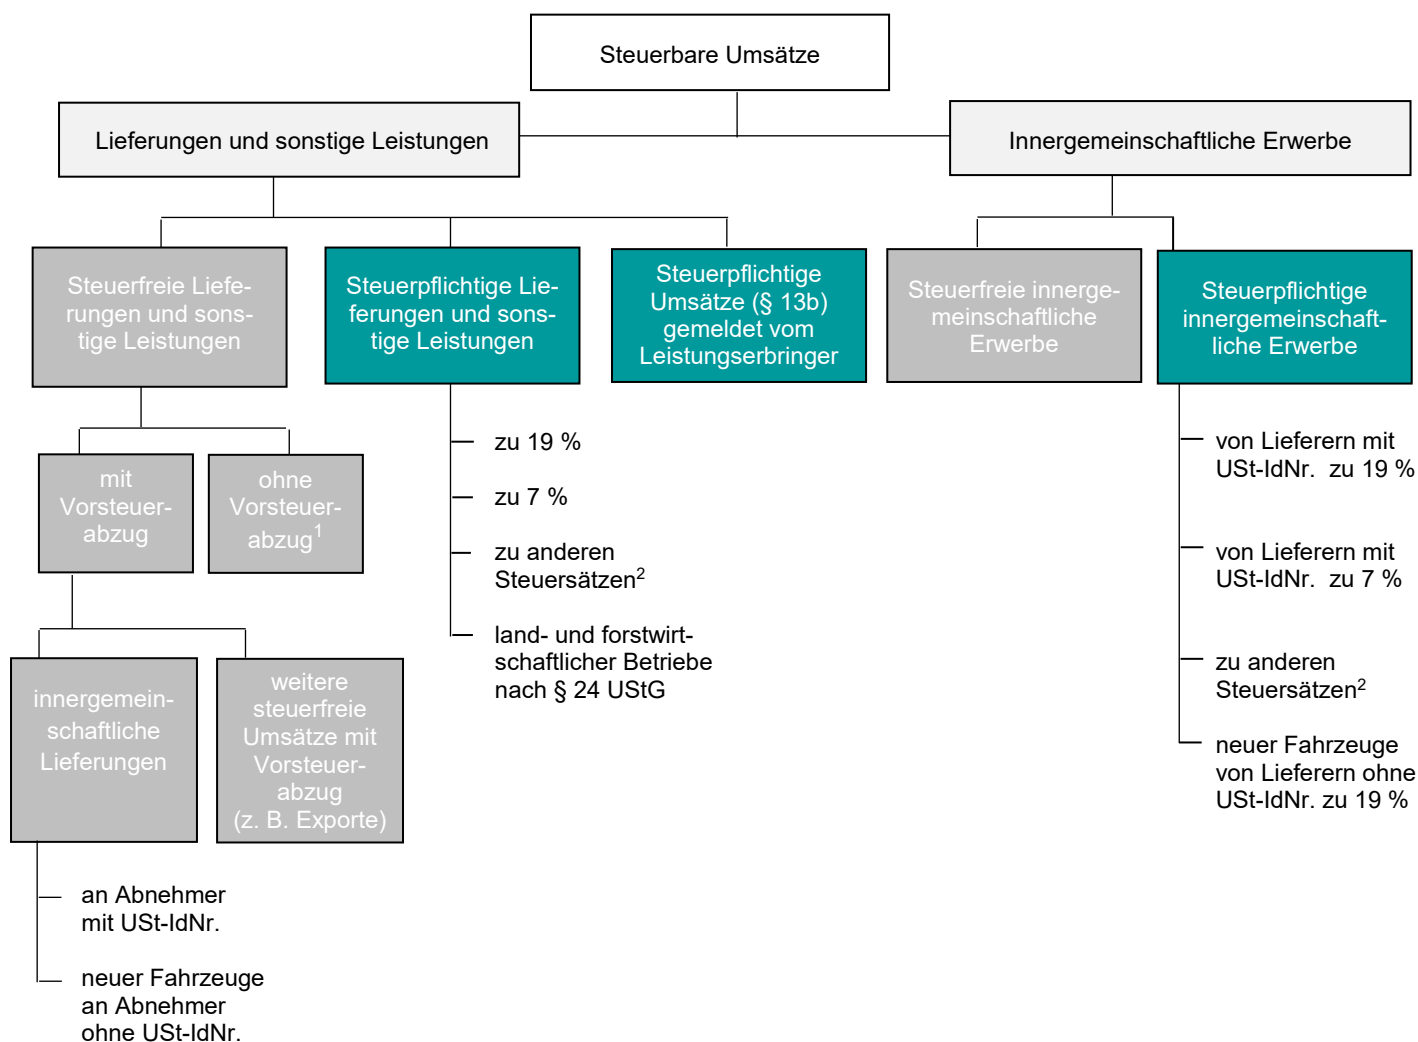 Steuerbare Umsätze
Lieferungen und sonstige Leistungen
Innergemeinschaftliche Erwerbe
Steuerfreie Liefe-
rungen und sons-
tige Leistungen
Steuerpflichtige Lie-
ferungen und sons-
tige Leistungen
Steuerpflichtige
Umsätze (§ 13b)
gemeldet vom
Leistungserbringer
Steuerfreie innerge-
meinschaftliche
Erwerbe
Steuerpflichtige
innergemeinschaft-
liche Erwerbe
mit
Vorsteuer-
abzug
ohne
Vorsteuer-
abzug¹
innergemein-
schaftliche
Lieferungen
weitere
steuerfreie
Umsätze mit
Vorsteuer-
abzug
(z. B. Exporte)
an Abnehmer
mit USt-IdNr.
neuer Fahrzeuge
an Abnehmer
ohne USt-IdNr.
zu 19 %
zu 7 %
zu anderen
Steuersätzen²
land- und forstwirt-
schaftlicher Betriebe
nach § 24 UStG
von Lieferern mit
USt-IdNr. zu 19 %
von Lieferern mit
USt-IdNr. zu 7 %
zu anderen
Steuersätzen²
neuer Fahrzeuge
von Lieferern ohne
USt-IdNr. zu 19 %